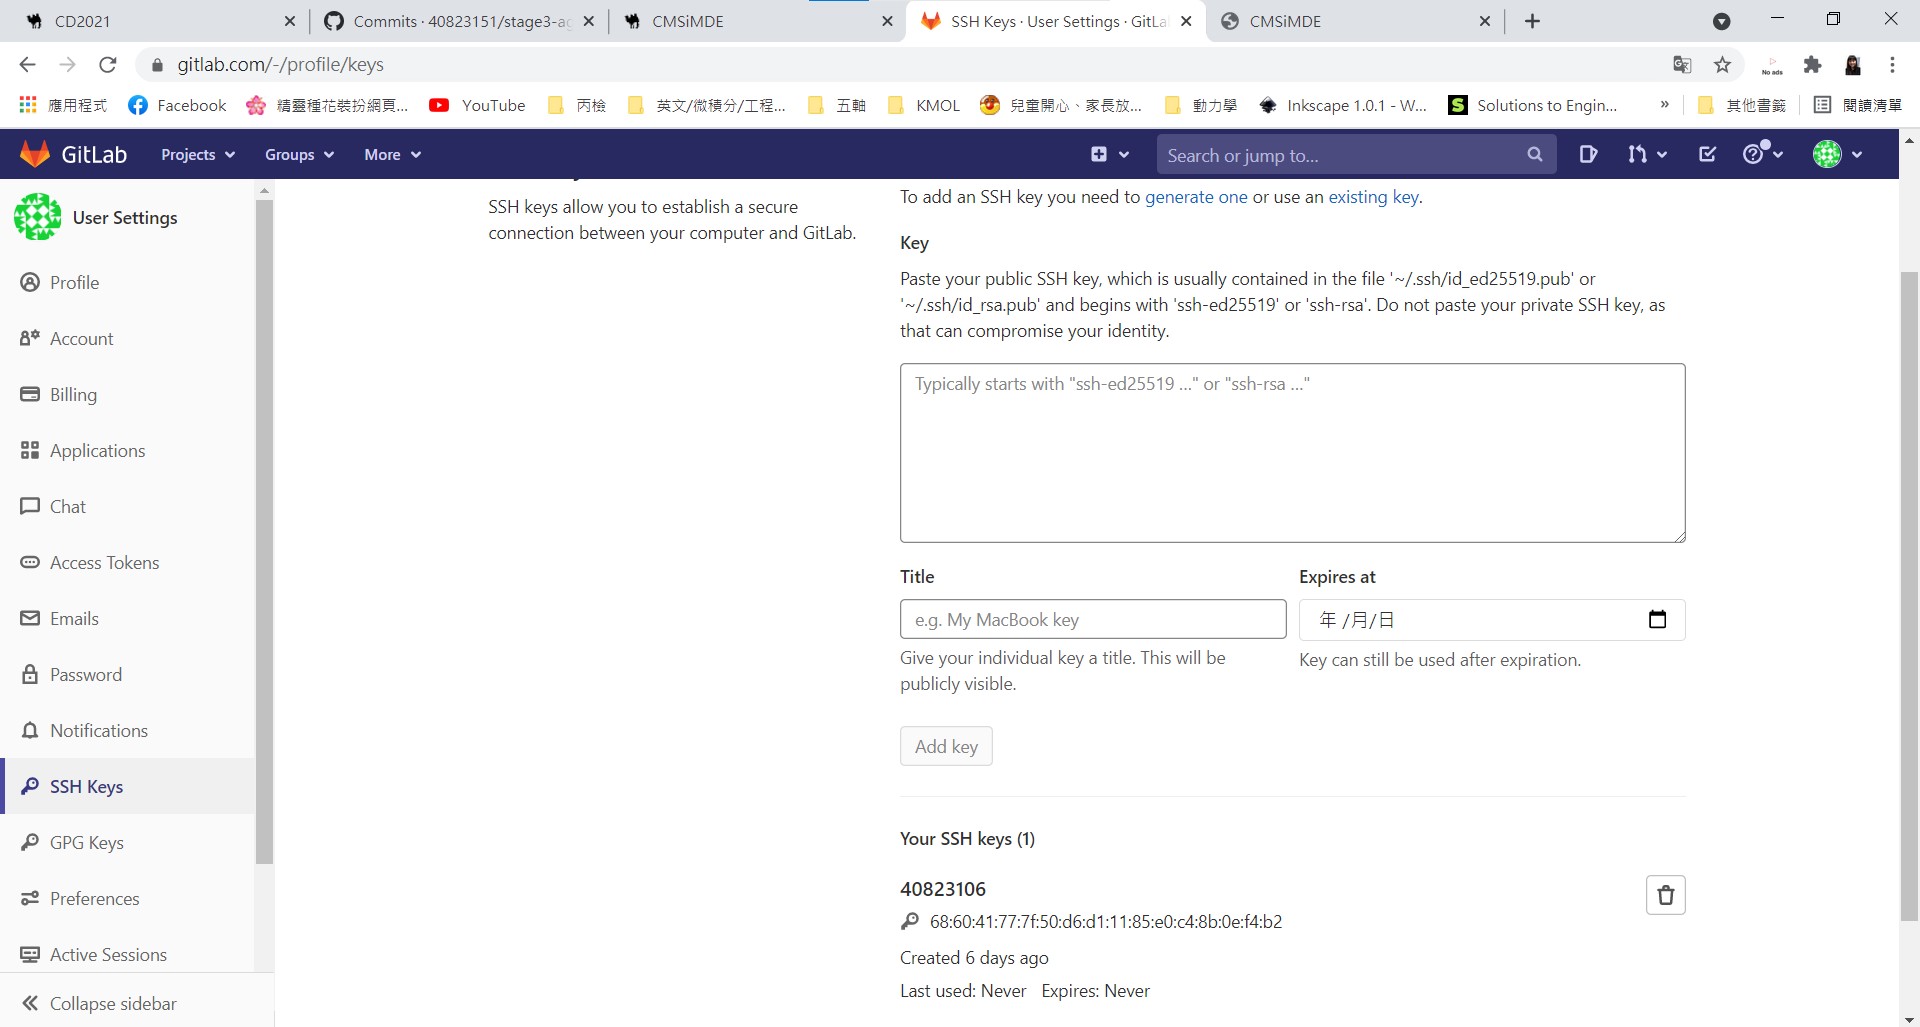 CD2021
Commits · 40823151/stage3-ag
CMSiMDE
SSH Keys · User Settings · GitLa
CMSiMDE
gitlab.com/-/profile/keys
No ads
應用程式
Facebook
精靈種花裝扮網頁...
YouTube
丙檢
英文/微積分/工程...
五軸
KMOL
兒童開心、家長放...
動力學
Inkscape 1.0.1 - W...
Solutions to Engin...
»
其他書籤
閱讀清單
GitLab
Projects
Groups
More
Search or jump to...
User Settings
Profile
Account
Billing
Applications
Chat
Access Tokens
Emails
Password
Notifications
SSH Keys
GPG Keys
Preferences
Active Sessions
Collapse sidebar
SSH keys allow you to establish a secure
connection between your computer and GitLab.
To add an SSH key you need to generate one or use an existing key.
Key
Paste your public SSH key, which is usually contained in the file '~/.ssh/id_ed25519.pub' or
'~/.ssh/id_rsa.pub' and begins with 'ssh-ed25519' or 'ssh-rsa'. Do not paste your private SSH key, as
that can compromise your identity.
Typically starts with "ssh-ed25519 ..." or "ssh-rsa ..."
Title
Expires at
e.g. My MacBook key
年 /月/日
Give your individual key a title. This will be
publicly visible.
Key can still be used after expiration.
Add key
Your SSH keys (1)
40823106
68:60:41:77:7f:50:d6:d1:11:85:e0:c4:8b:0e:f4:b2
Created 6 days ago
Last used: Never Expires: Never